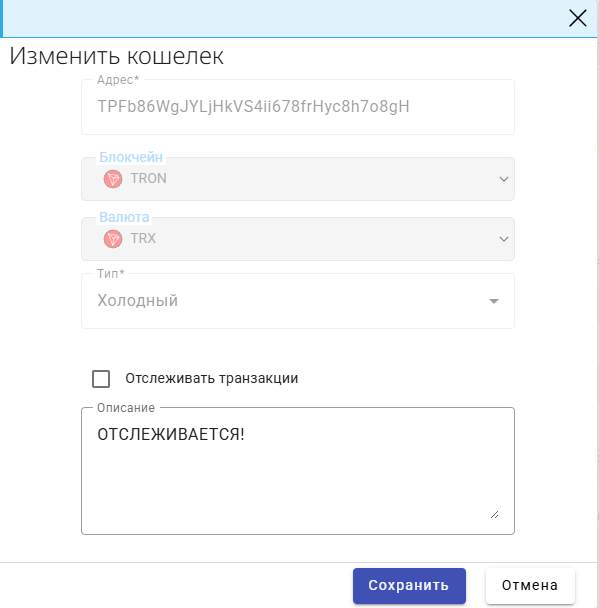 Изменить кошелек
Адрес*
TPFb86WgJYLjHkVS4ii678frHyc8h7o8gH
Блокчейн
TRON
Валюта
TRX
Тип*
Холодный
Отслеживать транзакции
Описание
ОТСЛЕЖИВАЕТСЯ!
Сохранить
Отмена